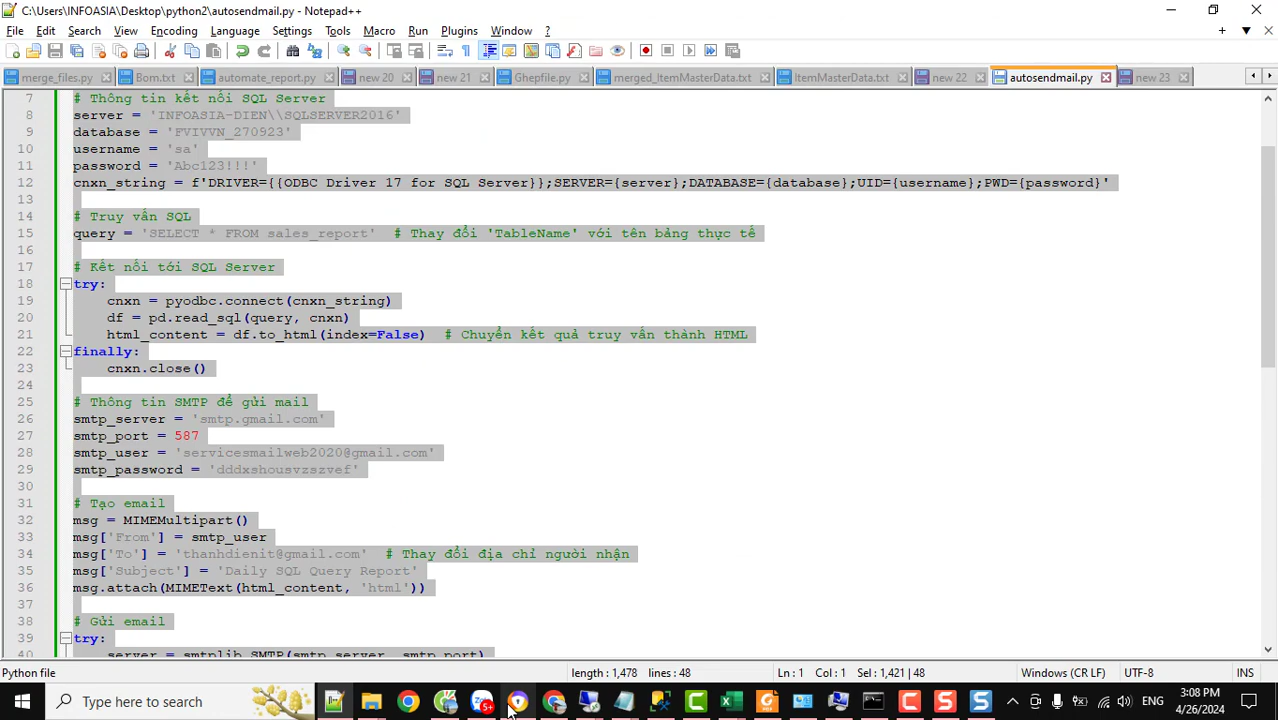 C:\Users\INFOASIA\Desktop\python2\autosendmail.py - Notepad++
File Edit Search View Encoding Language Settings Tools Macro Run Plugins Window ?
merge_files.py Bom.txt automate_report.py new 20 new 21 Ghepfile.py merged_ItemMasterData.txt ItemMasterData.txt new 22 autosendmail.py new 23
7 # Thông tin kết nối SQL Server
8 server = 'INFOASIA-DIEN\\SQLSERVER2016'
9 database = 'FVIVVN_270923'
10 username = 'sa'
11 password = 'Abc123!!!'
12 cnxn_string = f'DRIVER={{ODBC Driver 17 for SQL Server}};SERVER={server};DATABASE={database};UID={username};PWD={password}'
13
14 # Truy vấn SQL
15 query = 'SELECT * FROM sales_report' # Thay đổi 'TableName' với tên bảng thực tế
16
17 # Kết nối tới SQL Server
18 try:
19 cnxn = pyodbc.connect(cnxn_string)
20 df = pd.read_sql(query, cnxn)
21 html_content = df.to_html(index=False) # Chuyển kết quả truy vấn thành HTML
22 finally:
23 cnxn.close()
24
25 # Thông tin SMTP để gửi mail
26 smtp_server = 'smtp.gmail.com'
27 smtp_port = 587
28 smtp_user = 'servicesmailweb2020@gmail.com'
29 smtp_password = 'dddxshousvzszvef'
30
31 # Tạo email
32 msg = MIMEMultipart()
33 msg['From'] = smtp_user
34 msg['To'] = 'thanhdienit@gmail.com' # Thay đổi địa chỉ người nhận
35 msg['Subject'] = 'Daily SQL Query Report'
36 msg.attach(MIMEText(html_content, 'html'))
37
38 # Gửi email
39 try:
40 server = smtplib.SMTP(smtp_server, smtp_port)
Python file length : 1,478 lines : 48 Ln : 1 Col : 1 Sel : 1,421 | 48 Windows (CR LF) UTF-8 INS
Type here to search ENG 3:08 PM
4/26/2024